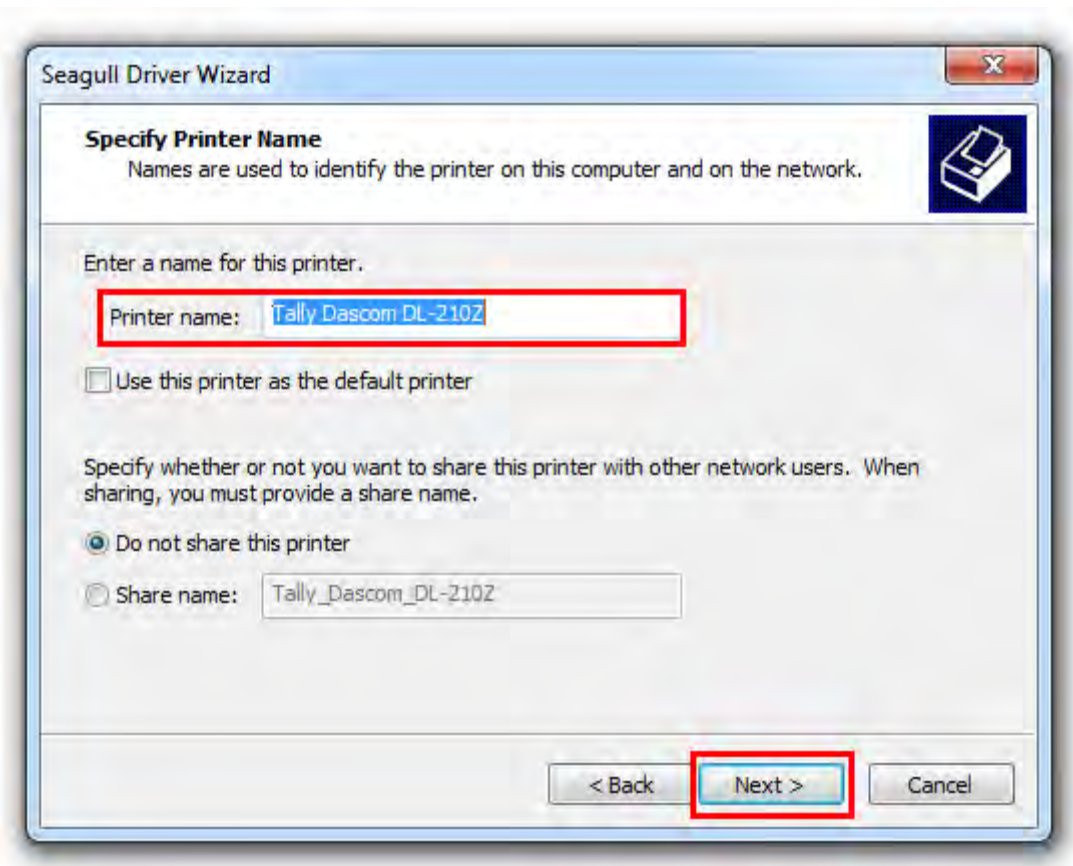 Seagull Driver Wizard
X
Specify Printer Name
Names are used to identify the printer on this computer and on the network.
Enter a name for this printer.
Printer name: Tally Dascom DL-210Z
Use this printer as the default printer
Specify whether or not you want to share this printer with other network users.  When
sharing, you must provide a share name.
Do not share this printer
Share name: Tally_Dascom_DL-210Z
< Back Next > Cancel